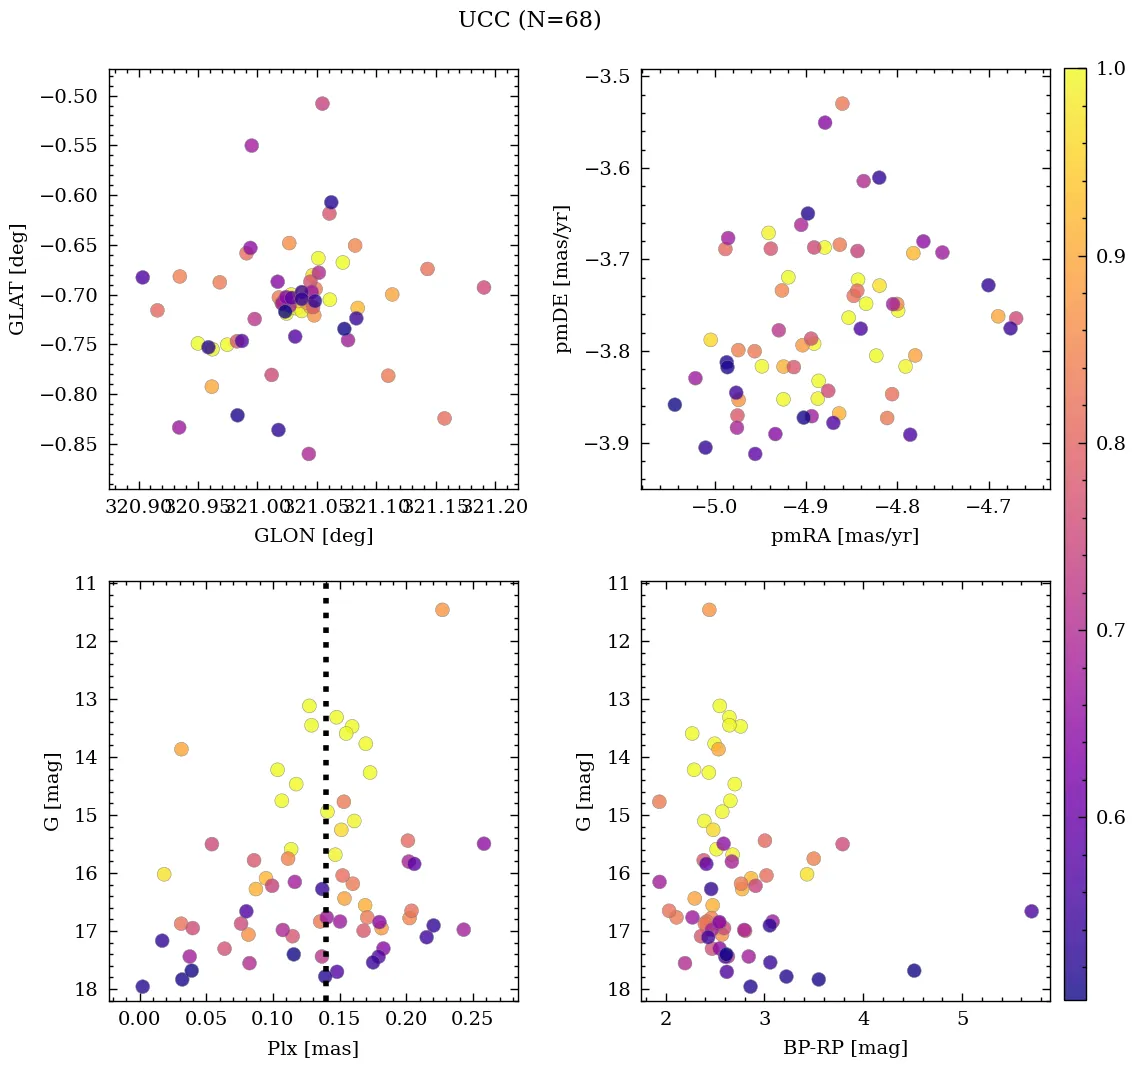 UCC (N=68)
−0.50
−0.55
−0.60
−0.65
−0.70
−0.75
−0.80
−0.85
GLAT [deg]
320.90 320.95 321.00 321.05 321.10 321.15 321.20
GLON [deg]
−3.5
−3.6
−3.7
−3.8
−3.9
pmDE [mas/yr]
−5.0 −4.9 −4.8 −4.7
pmRA [mas/yr]
1.0
0.9
0.8
0.7
0.6
11
12
13
14
15
16
17
18
G [mag]
0.00 0.05 0.10 0.15 0.20 0.25
Plx [mas]
11
12
13
14
15
16
17
18
G [mag]
2 3 4 5
BP-RP [mag]